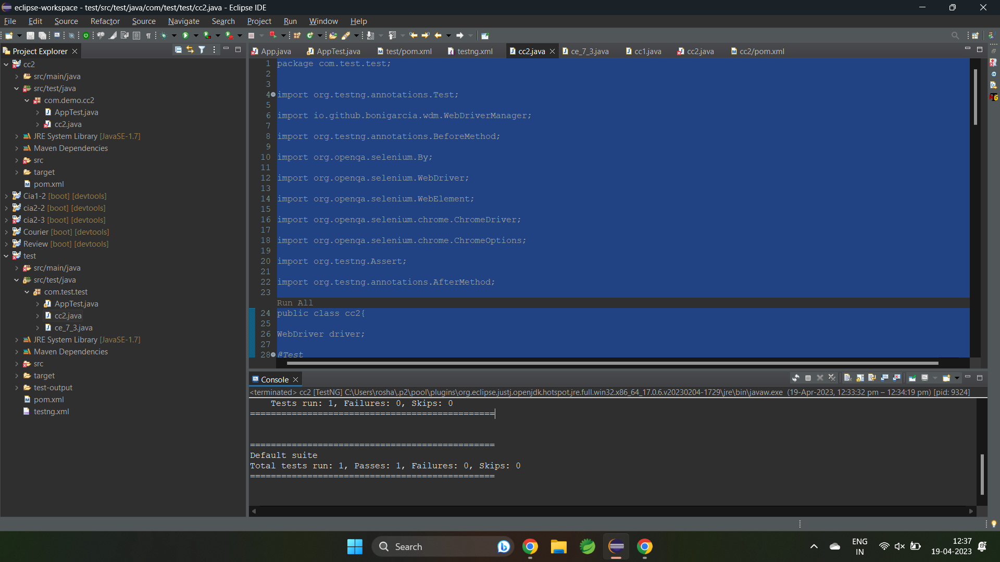 eclipse-workspace - test/src/test/java/com/test/test/cc2.java - Eclipse IDE
File Edit Source Refactor Source Navigate Search Project Run Window Help
Project Explorer
App.java AppTest.java test/pom.xml testng.xml cc2.java ce_7_3.java cc1.java cc2.java cc2/pom.xml
cc2
src/main/java
src/test/java
com.demo.cc2
AppTest.java
cc2.java
JRE System Library [JavaSE-1.7]
Maven Dependencies
src
target
pom.xml
Cia1-2 [boot] [devtools]
cia2-2 [boot] [devtools]
cia2-3 [boot] [devtools]
Courier [boot] [devtools]
Review [boot] [devtools]
test
src/main/java
src/test/java
com.test.test
AppTest.java
cc2.java
ce_7_3.java
JRE System Library [JavaSE-1.7]
Maven Dependencies
src
target
test-output
pom.xml
testng.xml
1 package com.test.test;
2
3
4 import org.testng.annotations.Test;
5
6 import io.github.bonigarcia.wdm.WebDriverManager;
7
8 import org.testng.annotations.BeforeMethod;
9
10 import org.openqa.selenium.By;
11
12 import org.openqa.selenium.WebDriver;
13
14 import org.openqa.selenium.WebElement;
15
16 import org.openqa.selenium.chrome.ChromeDriver;
17
18 import org.openqa.selenium.chrome.ChromeOptions;
19
20 import org.testng.Assert;
21
22 import org.testng.annotations.AfterMethod;
23
Run All
24 public class cc2{
25
26 WebDriver driver;
27
28 @Test
Console
<terminated> cc2 [TestNG] C:\Users\rosha\.p2\pool\plugins\org.eclipse.justj.openjdk.hotspot.jre.full.win32.x86_64_17.0.6.v20230204-1729\jre\bin\javaw.exe (19-Apr-2023, 12:33:32 pm – 12:34:19 pm) [pid: 9324]
Tests run: 1, Failures: 0, Skips: 0
===============================================
===============================================
Default suite
Total tests run: 1, Passes: 1, Failures: 0, Skips: 0
===============================================
Search
ENG
IN
12:37
19-04-2023